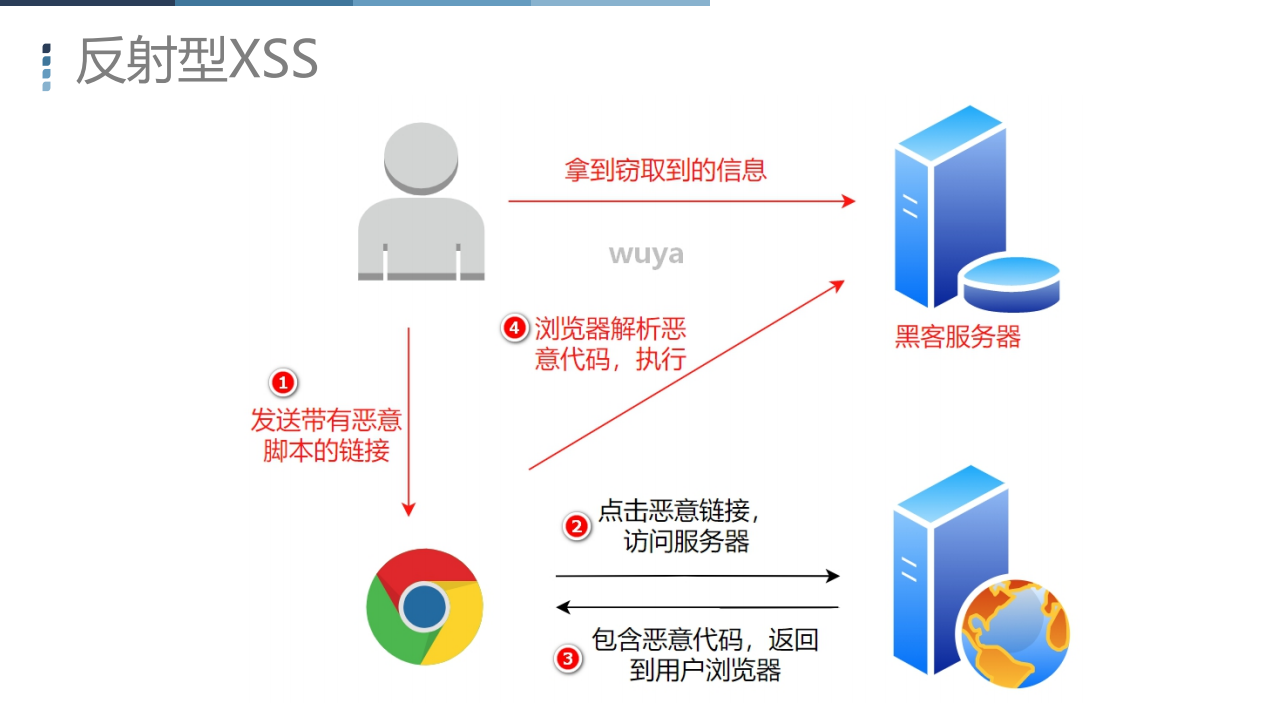 反射型XSS
拿到窃取到的信息
wuya
4 浏览器解析恶
意代码，执行
黑客服务器
1
发送带有恶意
脚本的链接
2 点击恶意链接，
访问服务器
3 包含恶意代码，返回
到用户浏览器